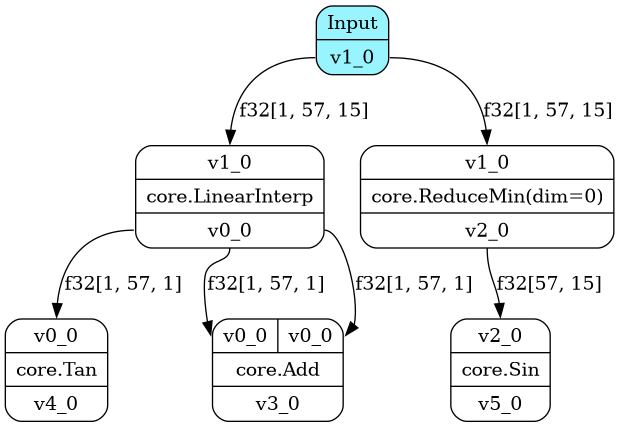 Input
v1_0
f32[1, 57, 15]
f32[1, 57, 15]
v1_0
core.LinearInterp
v0_0
v1_0
core.ReduceMin(dim=0)
v2_0
f32[1, 57, 1]
f32[1, 57, 1]
f32[1, 57, 1]
f32[57, 15]
v0_0
core.Tan
v4_0
v0_0 v0_0
core.Add
v3_0
v2_0
core.Sin
v5_0